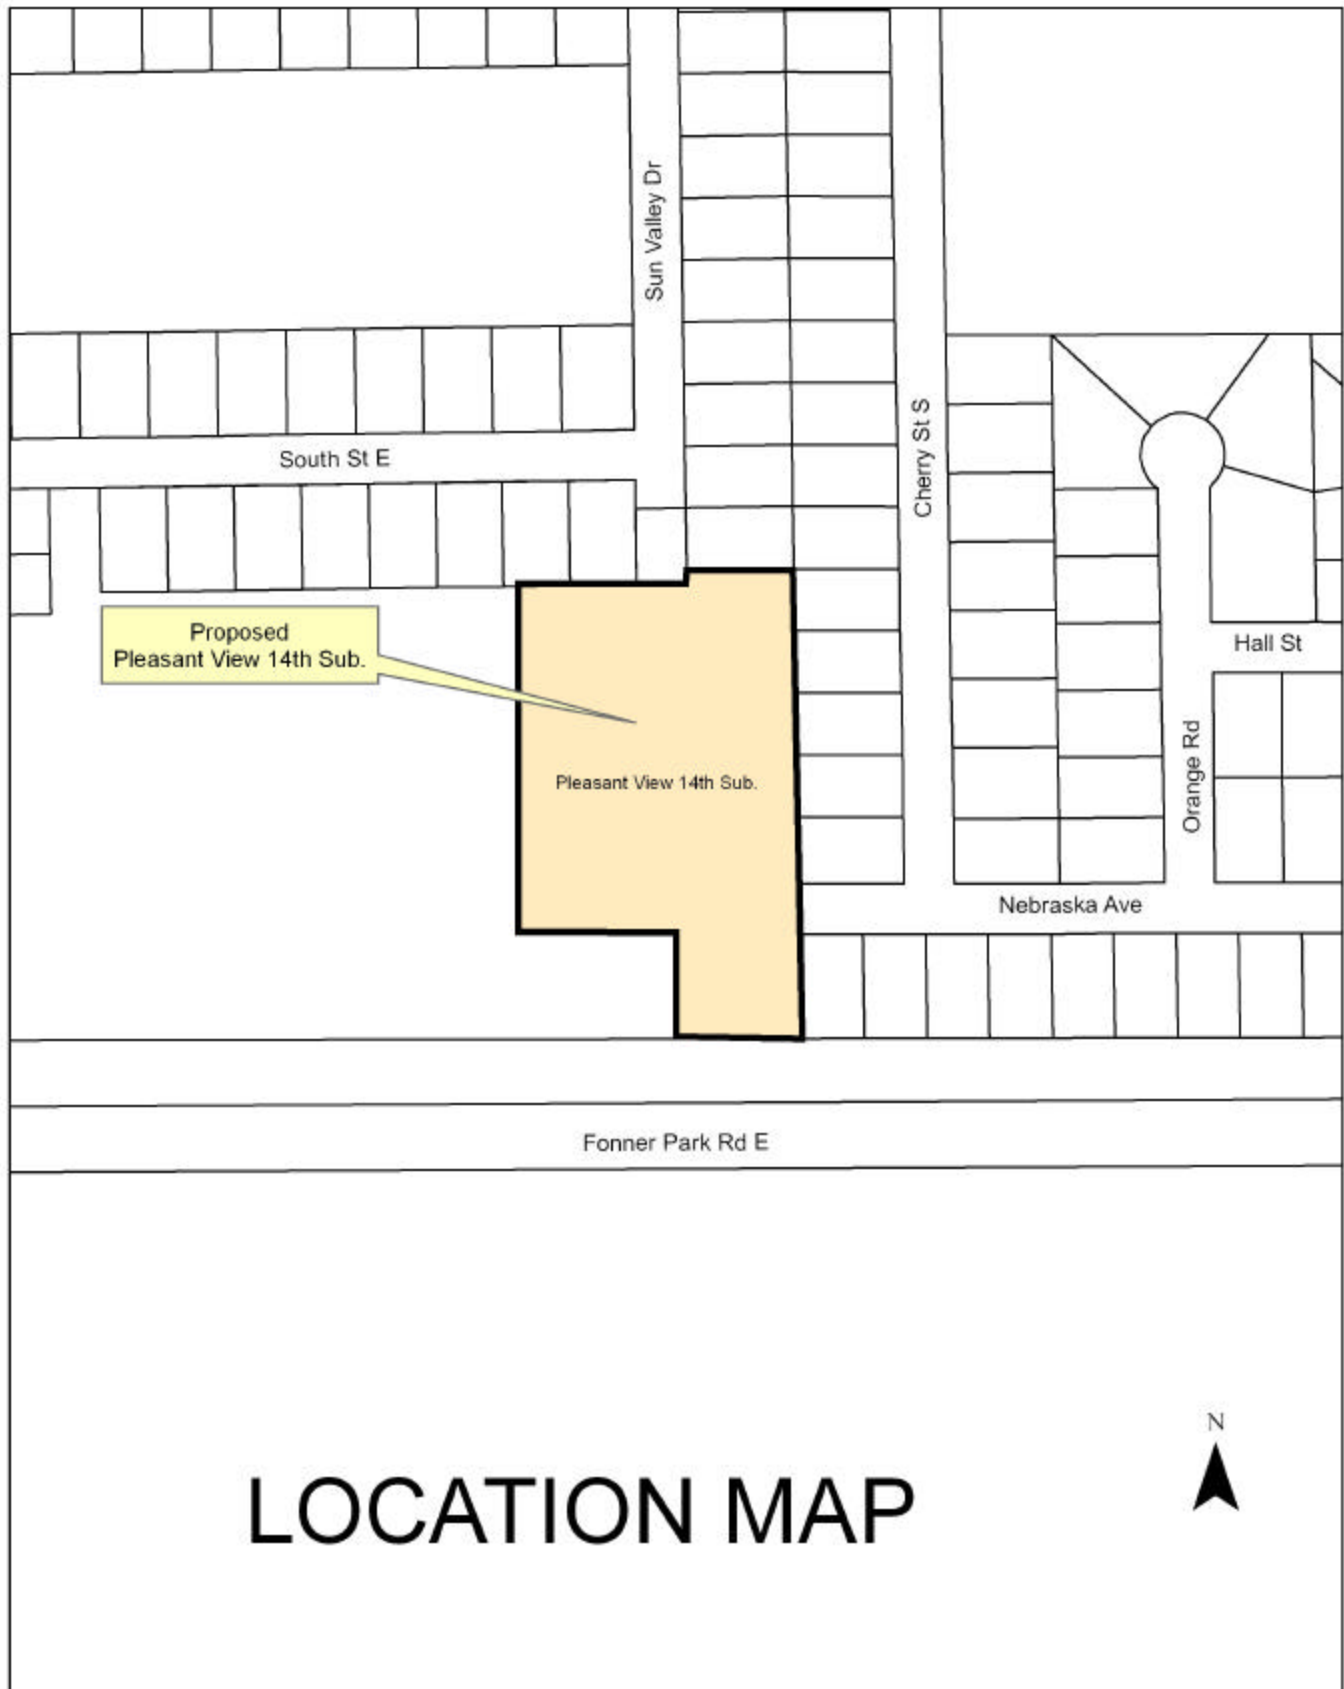 Sun Valley Dr
Cherry St S
South St E
Proposed
Pleasant View 14th Sub.
Hall St
Orange Rd
Pleasant View 14th Sub.
Nebraska Ave
Fonner Park Rd E
N
LOCATION MAP